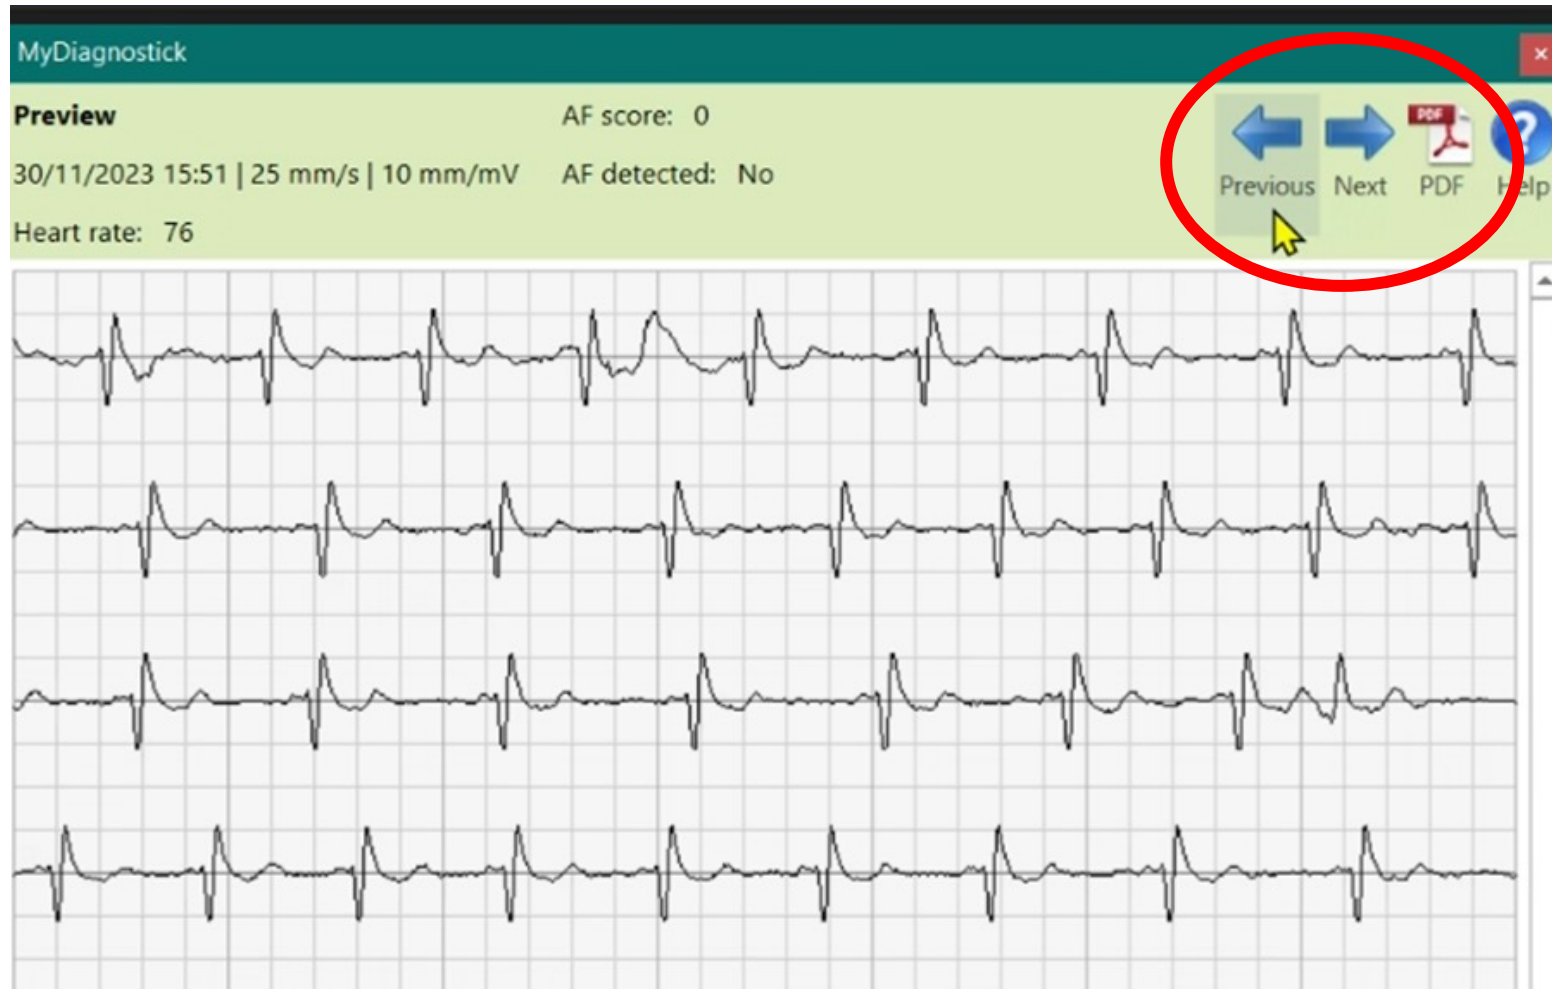 MyDiagnostick
Preview
AF score: 0
30/11/2023 15:51 | 25 mm/s | 10 mm/mV
AF detected: No
Heart rate: 76
Previous
Next
PDF
PDF
?
Help